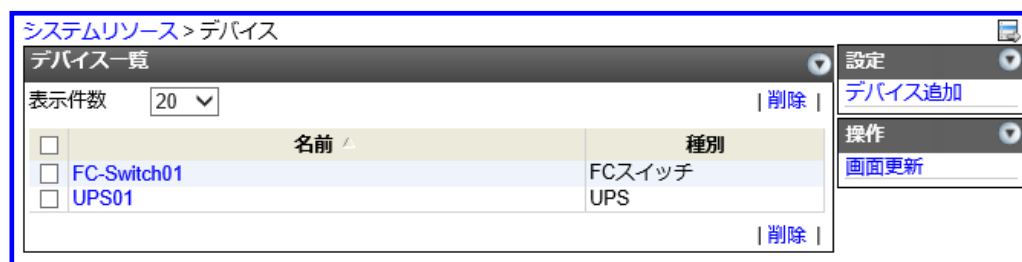 システムリソース > デバイス
デバイス一覧
表示件数 20 | 削除 |
名前 種別
FC-Switch01 FCスイッチ
UPS01 UPS
| 削除 |
設定
デバイス追加
操作
画面更新